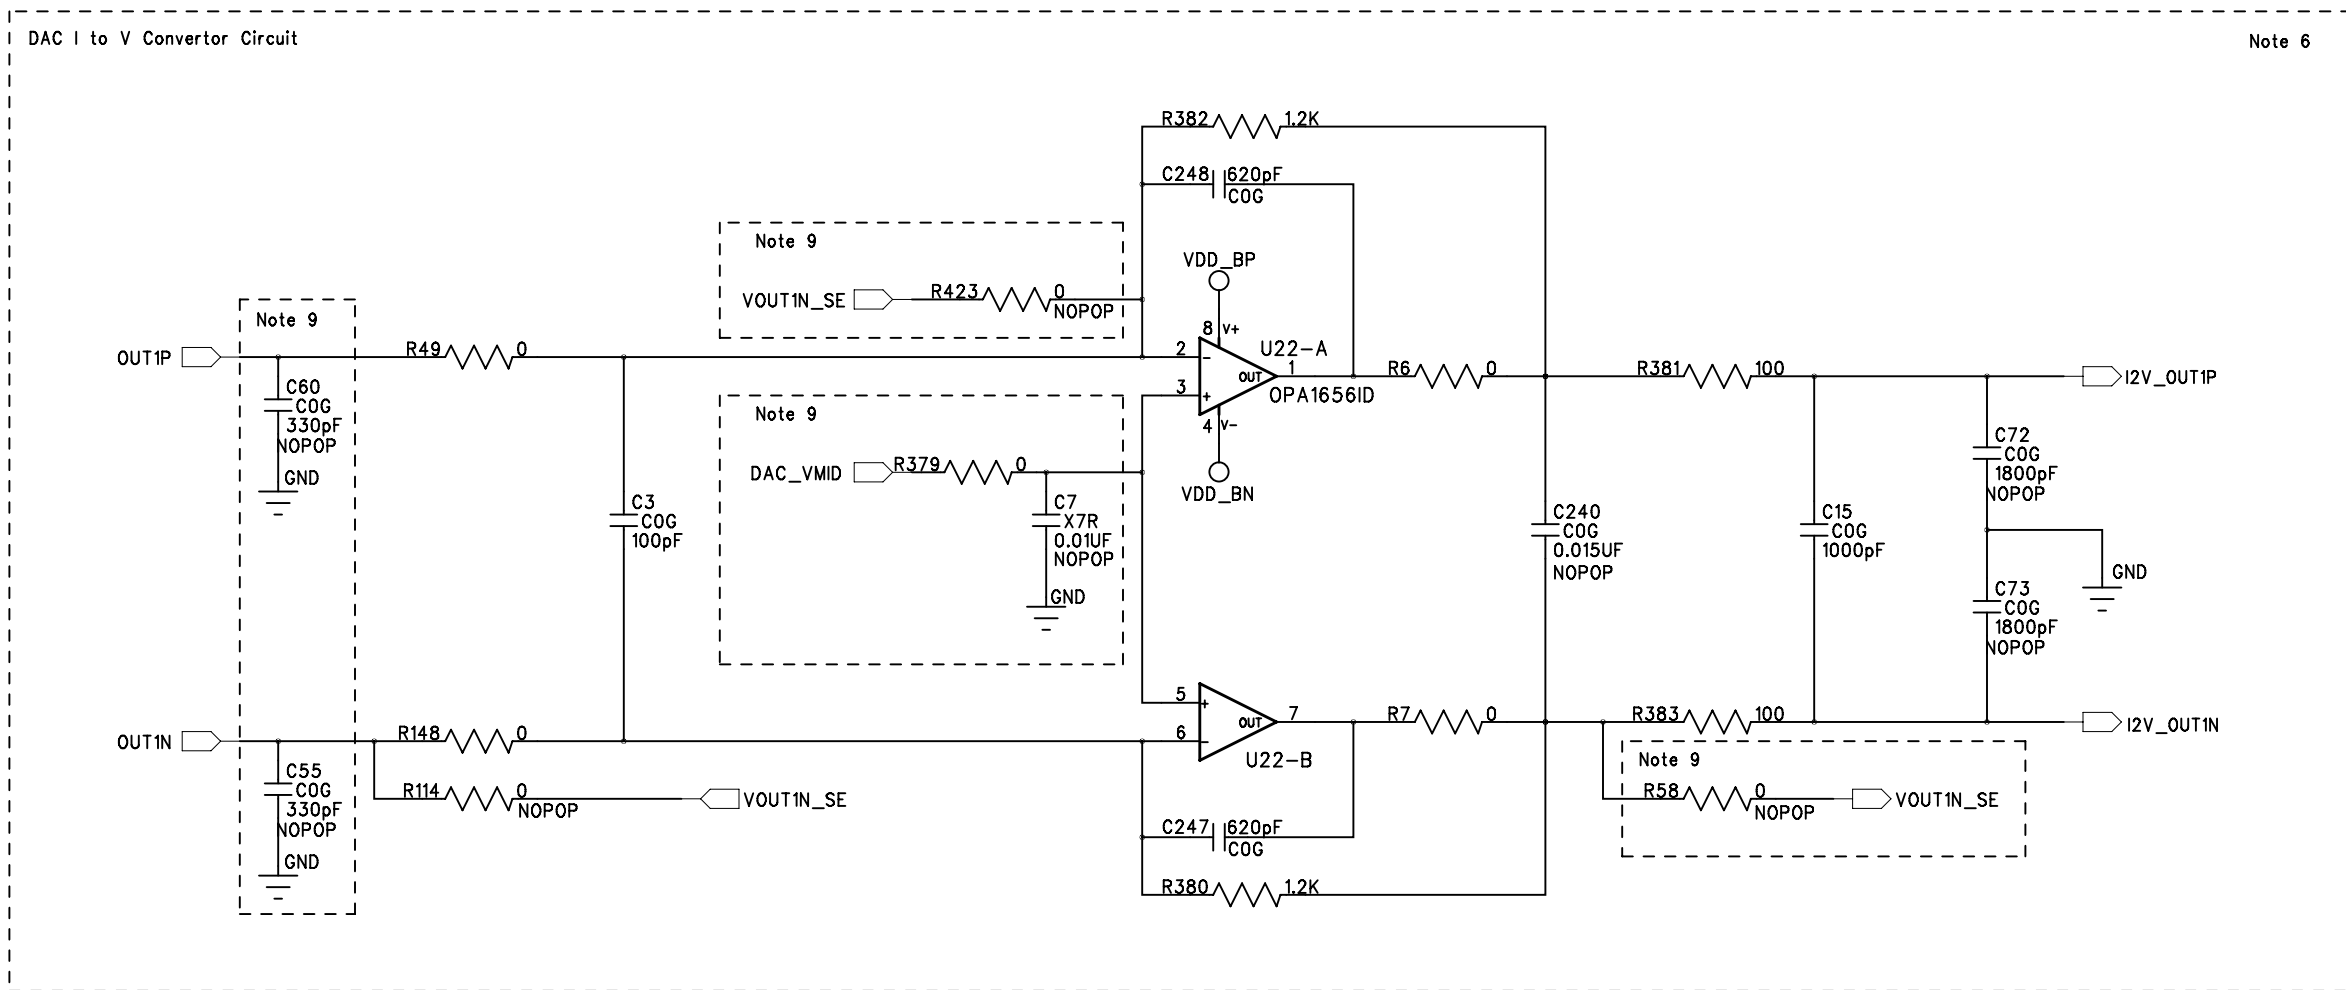 DAC I to V Convertor Circuit
Note 6
R382 1.2K
C248 620pF
C0G
Note 9
VOUT1N_SE R423 0
NOPOP
VDD_BP
8 V+
U22-A
2 -
OUT 1
3 +
OPA1656ID
4 V-
VDD_BN
Note 9
OUT1P
R49 0
C60
C0G
330pF
NOPOP
GND
C3
C0G
100pF
Note 9
DAC_VMID R379 0
C7
X7R
0.01UF
NOPOP
GND
R6 0
R381 100
I2V_OUT1P
C240
C0G
0.015UF
NOPOP
C15
C0G
1000pF
C72
C0G
1800pF
NOPOP
GND
C73
C0G
1800pF
NOPOP
OUT1N
R148 0
C55
C0G
330pF
NOPOP
GND
R114 0
NOPOP
VOUT1N_SE
5 +
OUT 7
6 -
U22-B
C247 620pF
C0G
R380 1.2K
R7 0
R383 100
I2V_OUT1N
Note 9
R58 0
NOPOP
VOUT1N_SE